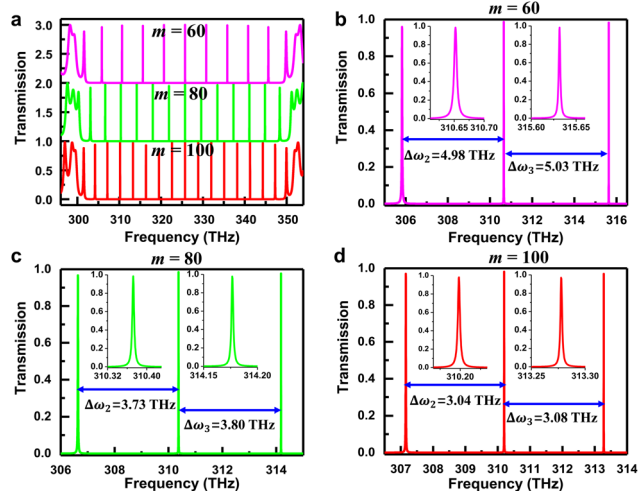 a
m = 60
m = 80
m = 100
Transmission
3.0
2.5
2.0
1.5
1.0
0.5
0.0
300 310 320 330 340 350
Frequency (THz)
b
m = 60
Transmission
1.0
0.8
0.6
0.4
0.2
0.0
1.0
0.8
0.6
0.4
0.2
0.0
310.65 310.70
1.0
0.8
0.6
0.4
0.2
0.0
315.60 315.65
Δω2=4.98 THz
Δω3=5.03 THz
306 308 310 312 314 316
Frequency (THz)
c
m = 80
Transmission
1.0
0.8
0.6
0.4
0.2
0.0
1.0
0.8
0.6
0.4
0.2
0.0
310.32 310.40
1.0
0.8
0.6
0.4
0.2
0.0
314.15 314.20
Δω2=3.73 THz
Δω3=3.80 THz
306 308 310 312 314
Frequency (THz)
d
m = 100
Transmission
1.0
0.8
0.6
0.4
0.2
0.0
1.0
0.8
0.6
0.4
0.2
0.0
310.20
1.0
0.8
0.6
0.4
0.2
0.0
313.25 313.30
Δω2=3.04 THz
Δω3=3.08 THz
307 308 309 310 311 312 313 314
Frequency (THz)